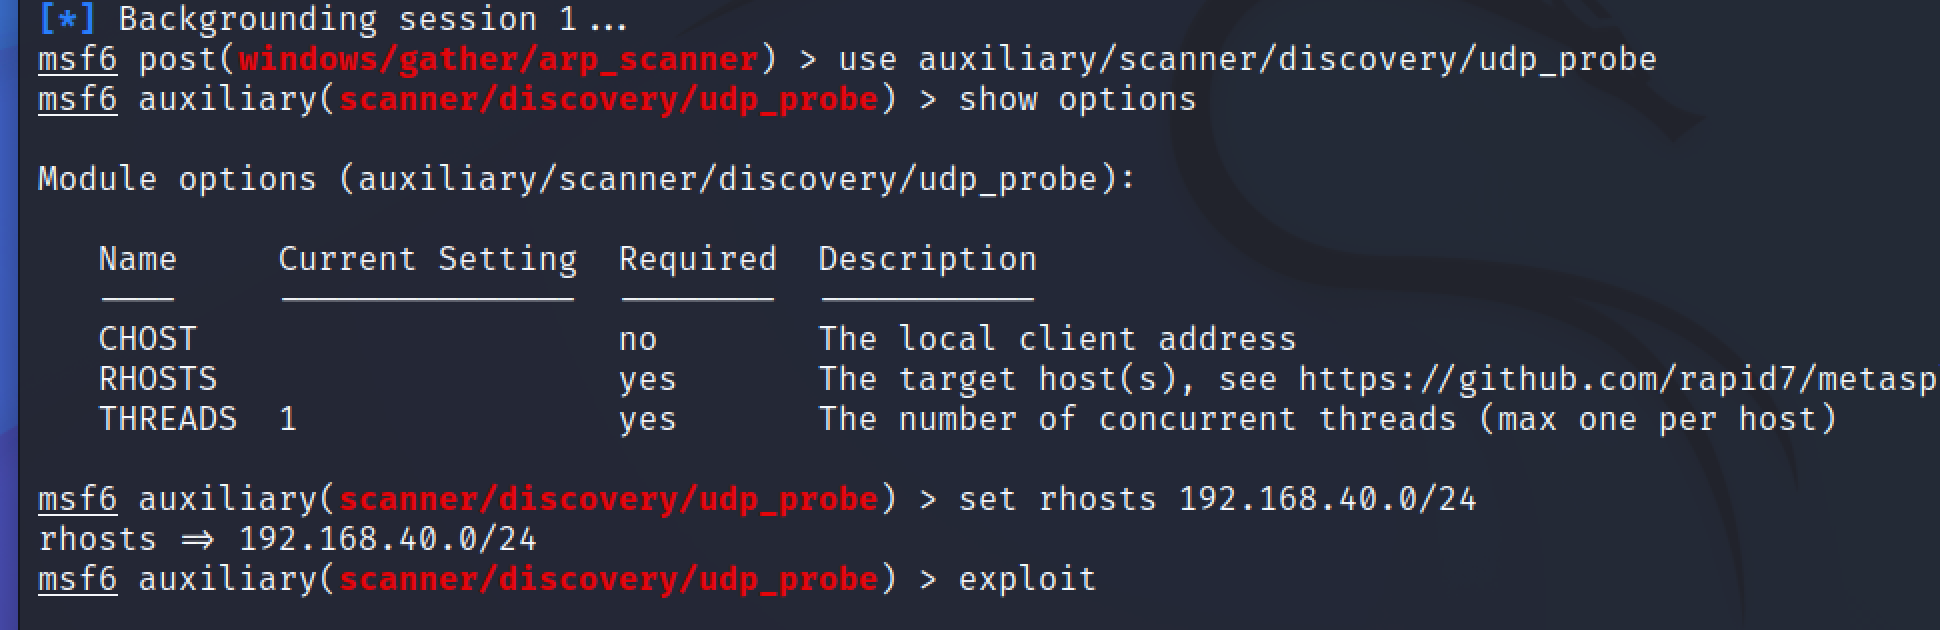 [*] Backgrounding session 1...
msf6 post(windows/gather/arp_scanner) > use auxiliary/scanner/discovery/udp_probe
msf6 auxiliary(scanner/discovery/udp_probe) > show options
Module options (auxiliary/scanner/discovery/udp_probe):
Name Current Setting Required Description
CHOST no The local client address
RHOSTS yes The target host(s), see https://github.com/rapid7/metasp
THREADS 1 yes The number of concurrent threads (max one per host)
msf6 auxiliary(scanner/discovery/udp_probe) > set rhosts 192.168.40.0/24
rhosts => 192.168.40.0/24
msf6 auxiliary(scanner/discovery/udp_probe) > exploit